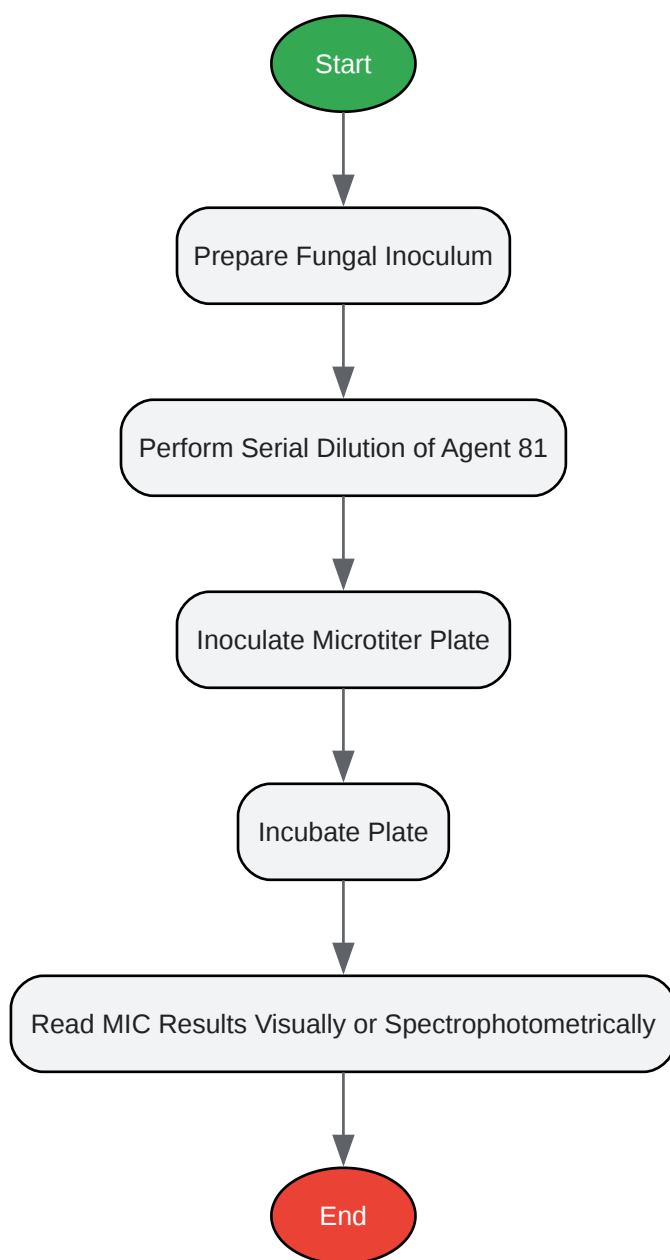 Start
Prepare Fungal Inoculum
Perform Serial Dilution of Agent 81
Inoculate Microtiter Plate
Incubate Plate
Read MIC Results Visually or Spectrophotometrically
End